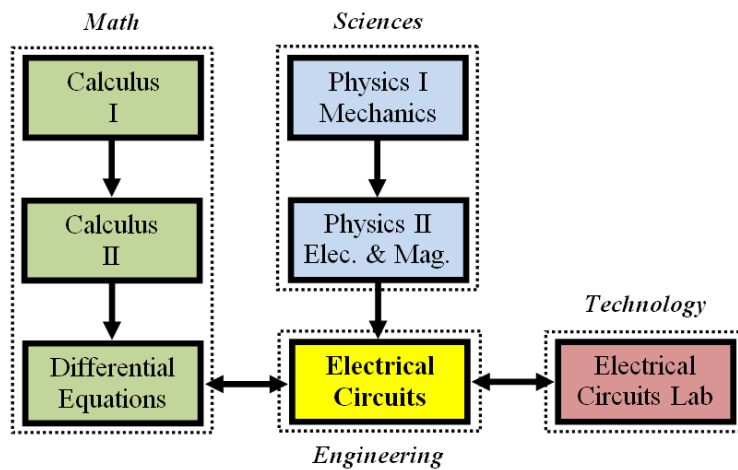 Math
Sciences
Calculus
I
Physics I
Mechanics
Calculus
II
Physics II
Elec. & Mag.
Technology
Differential
Equations
Electrical
Circuits
Electrical
Circuits Lab
Engineering